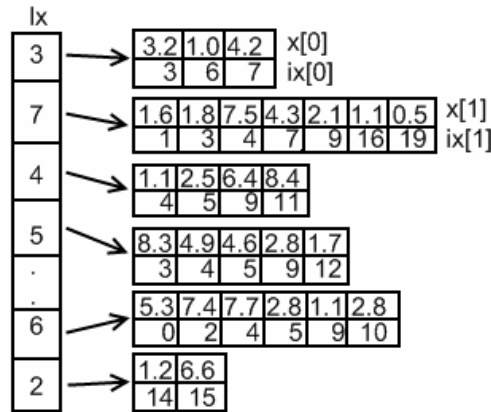 lx
3
3.2 1.0 4.2 x[0]
3 6 7 ix[0]
7
1.6 1.8 7.5 4.3 2.1 1.1 0.5 x[1]
1 3 4 7 9 16 19 ix[1]
4
1.1 2.5 6.4 8.4
4 5 9 11
5
8.3 4.9 4.6 2.8 1.7
3 4 5 9 12
.
.
6
5.3 7.4 7.7 2.8 1.1 2.8
0 2 4 5 9 10
2
1.2 6.6
14 15